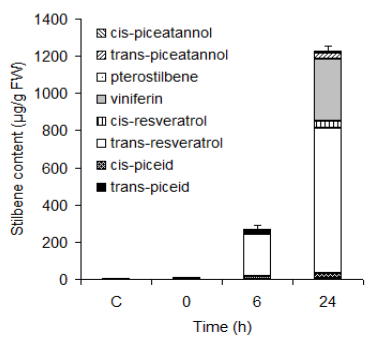 Stilbene content (µg/g FW)
1400
1200
1000
800
600
400
200
0
cis-piceatannol
trans-piceatannol
pterostilbene
viniferin
cis-resveratrol
trans-resveratrol
cis-piceid
trans-piceid
C 0 6 24
Time (h)